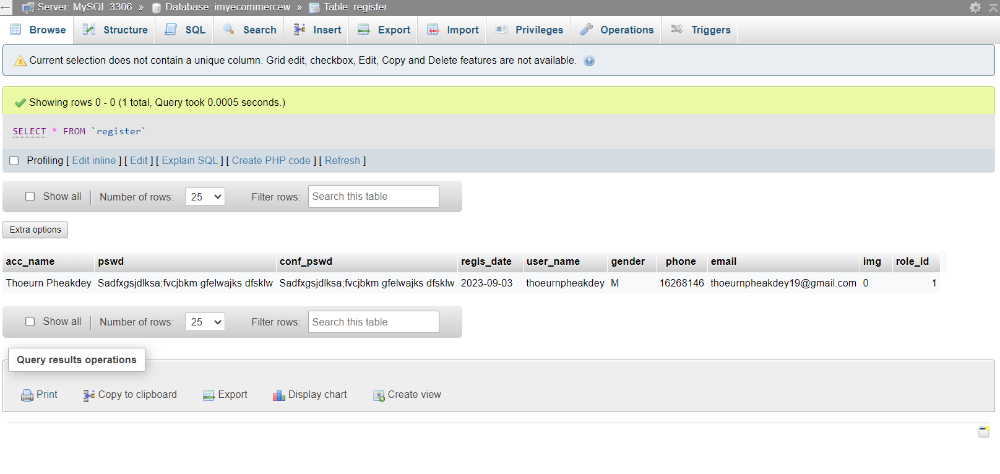 Server: MySQL:3306 » Database: imyecommercew » Table: register
Browse Structure SQL Search Insert Export Import Privileges Operations Triggers
Current selection does not contain a unique column. Grid edit, checkbox, Edit, Copy and Delete features are not available.
Showing rows 0 - 0 (1 total, Query took 0.0005 seconds.)
SELECT * FROM `register`
Profiling [ Edit inline ] [ Edit ] [ Explain SQL ] [ Create PHP code ] [ Refresh ]
Show all Number of rows: 25 Filter rows: Search this table
Extra options
acc_name pswd conf_pswd regis_date user_name gender phone email img role_id
Thoeurn Pheakdey Sadfxgsjdlksa;fvcjbkm gfelwajks dfsklw Sadfxgsjdlksa;fvcjbkm gfelwajks dfsklw 2023-09-03 thoeurnpheakdey M 16268146 thoeurnpheakdey19@gmail.com 0 1
Show all Number of rows: 25 Filter rows: Search this table
Query results operations
Print Copy to clipboard Export Display chart Create view